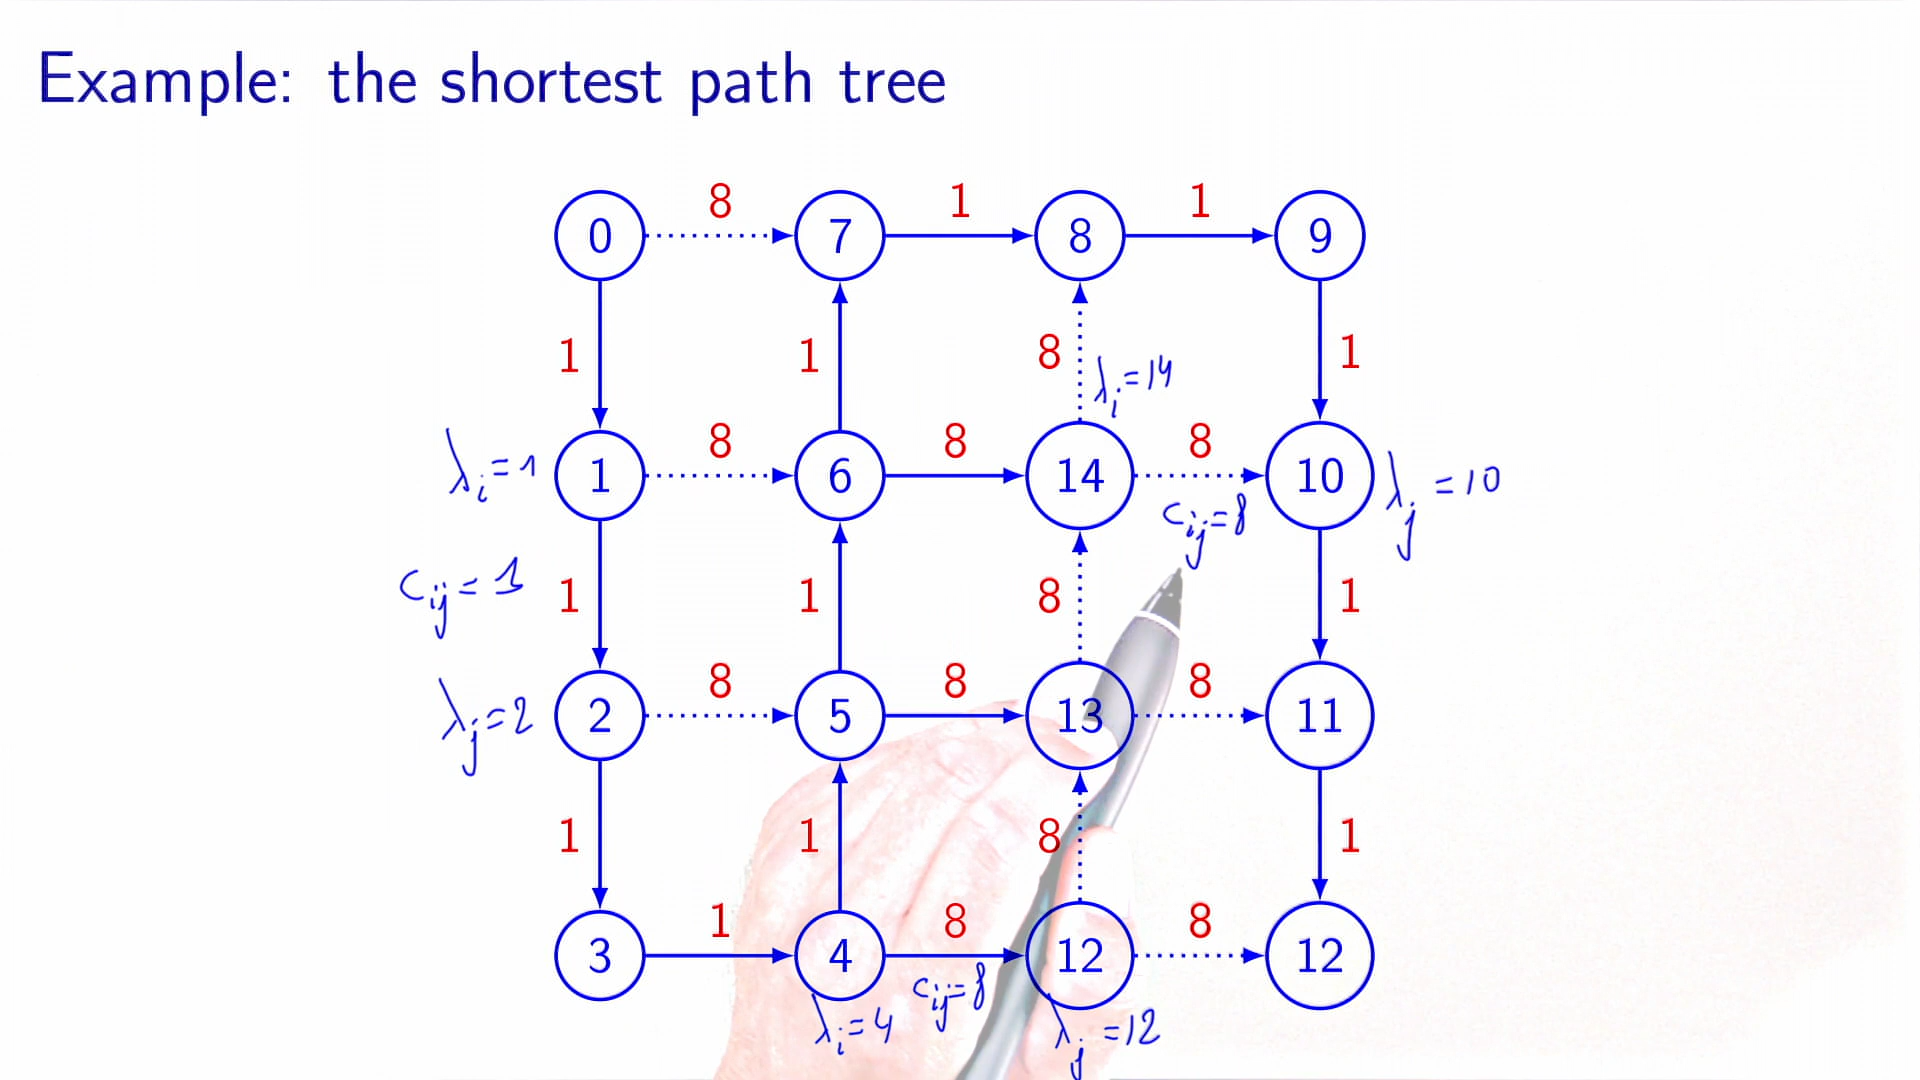 Example: the shortest path tree
8 1 1
0 7 8 9
1 1 8 1
λi=14
8 8 8
λi=1 1 6 14 10 λj=10
cij=8
cij=1 1 1 8 1
8 8 8
λj=2 2 5 13 11
1 1 8 1
1 8 8
3 4 12 12
cij=8
λi=4 λj=12